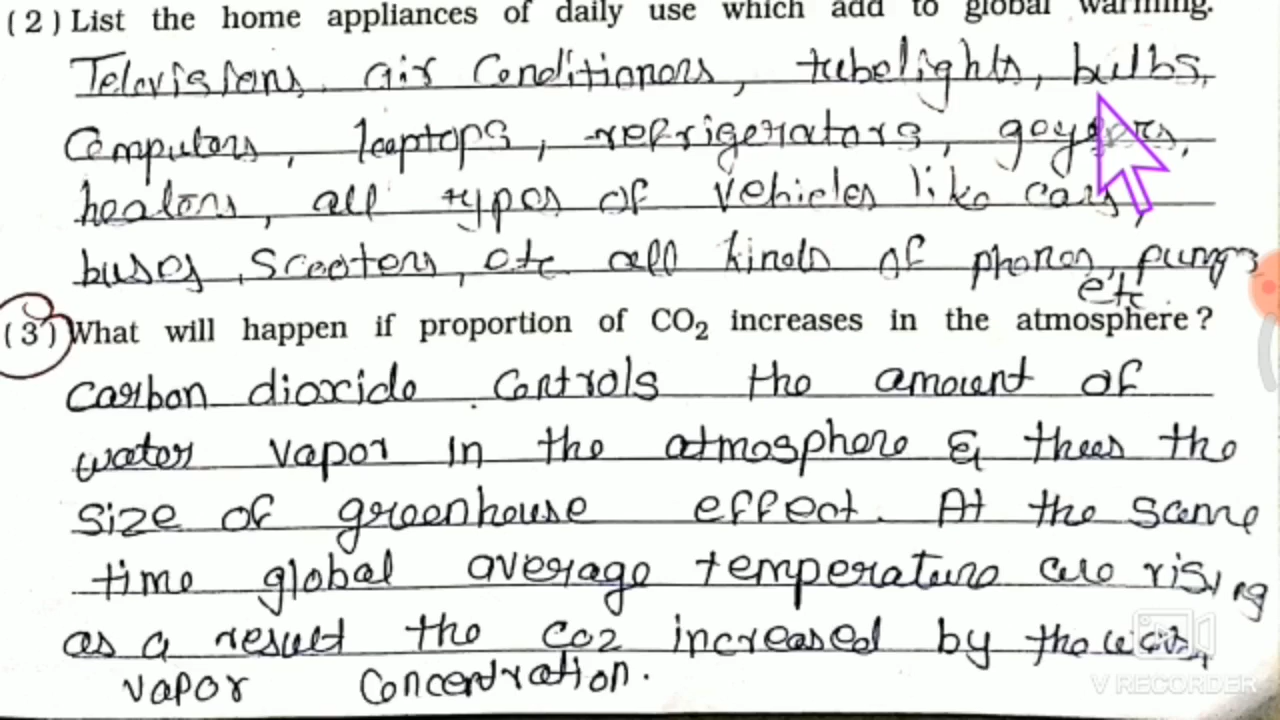 (2) List the home appliances of daily use which add to global warming.
Televisions, air Conditioners, tubelights, bulbs,
Computers, laptops, refrigerators,
heaters, all types of vehicles like cars,
buses, scooters, etc all kinds of phones, pumps
etc
(3) What will happen if proportion of CO2 increases in the atmosphere?
Carbon dioxide controls the amount of
water vapor in the atmosphere & thus the
size of greenhouse effect. At the same
time global average temperature are rising
as a result the CO2 increased by the
vapor concentration.
V RECORDER